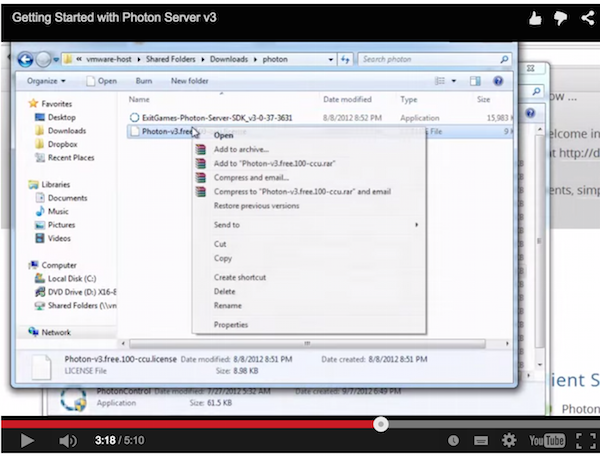 Getting Started with Photon Server v3
« vmware-host ▸ Shared Folders ▸ Downloads ▸ photon
Search photon
Organize Open Burn New folder
Name Date modified Type Size
Favorites
Desktop
Downloads
Dropbox
Recent Places
Libraries
Documents
Music
Pictures
Videos
Computer
Local Disk (C:)
DVD Drive (D:) X16-8
Shared Folders (\\vn
Network
ExitGames-Photon-Server-SDK_v3-0-37-3631 8/8/2012 8:52 PM Application 15,983
Photon-v3.free File 9
Open
Add to archive...
Add to "Photon-v3.free.100-ccu.rar"
Compress and email...
Compress to "Photon-v3.free.100-ccu.rar" and email
Restore previous versions
Send to
Cut
Copy
Create shortcut
Delete
Rename
Properties
Photon-v3.free.100-ccu.license Date modified: 8/8/2012 8:51 PM Date created: 8/8/2012 8:51 PM
LICENSE File Size: 8.98 KB
PhotonControl Date modified: 7/27/2012 5:32 AM Date created: 9/7/2012 6:49 PM
Application Size: 61.5 KB
ow ...
elcome in
at http://d
ents, simp
ient S
Photon
3:18 / 5:10
YouTube